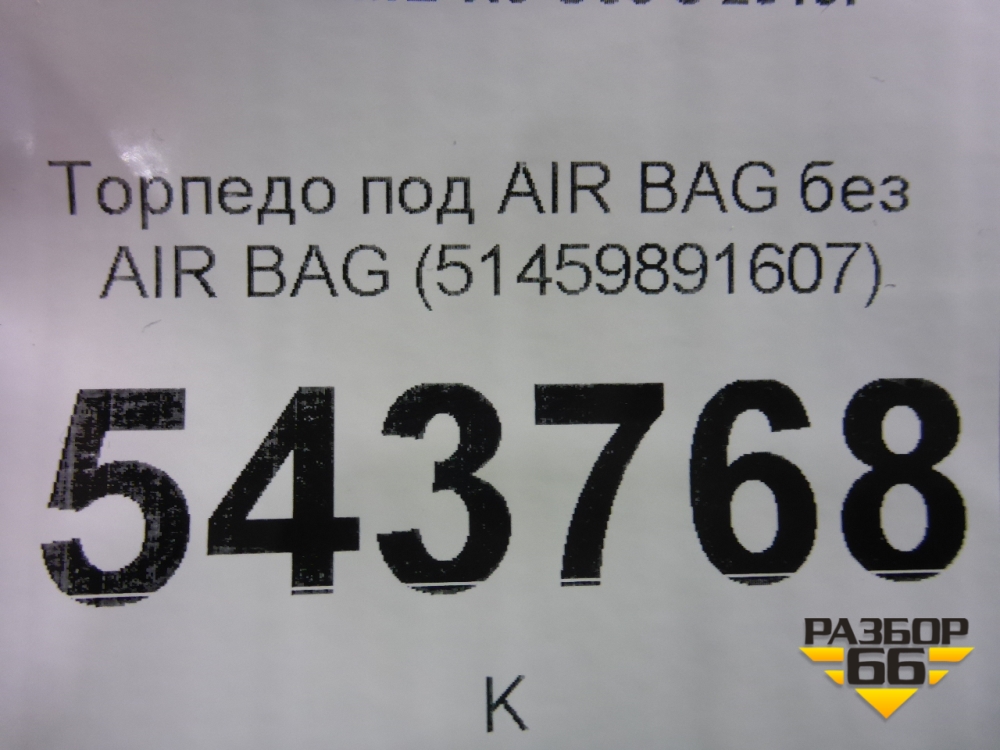 Торпедо под AIR BAG без
AIR BAG (51459891607)
543768
K
РАЗБОР
66